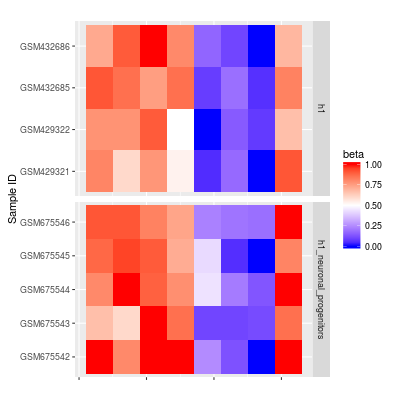 Sample ID
GSM432686
GSM432685
GSM429322
GSM429321
h1
GSM675546
GSM675545
GSM675544
GSM675543
GSM675542
h1_neuronal_progenitors
beta
1.00
0.75
0.50
0.25
0.00